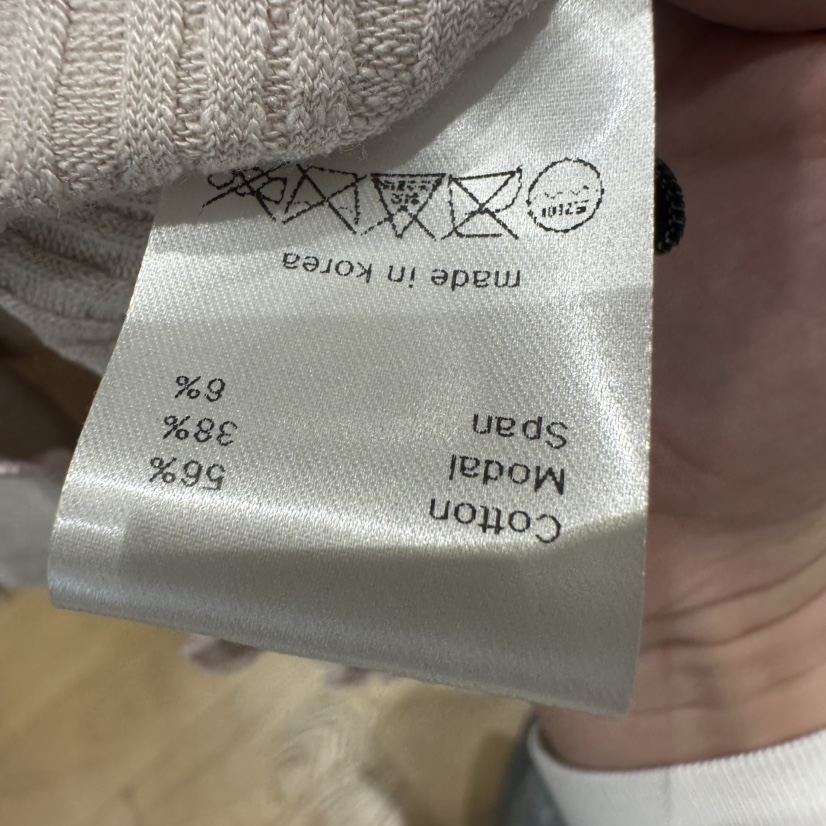 Cotton 56%
Modal 38%
Span 6%
made in korea